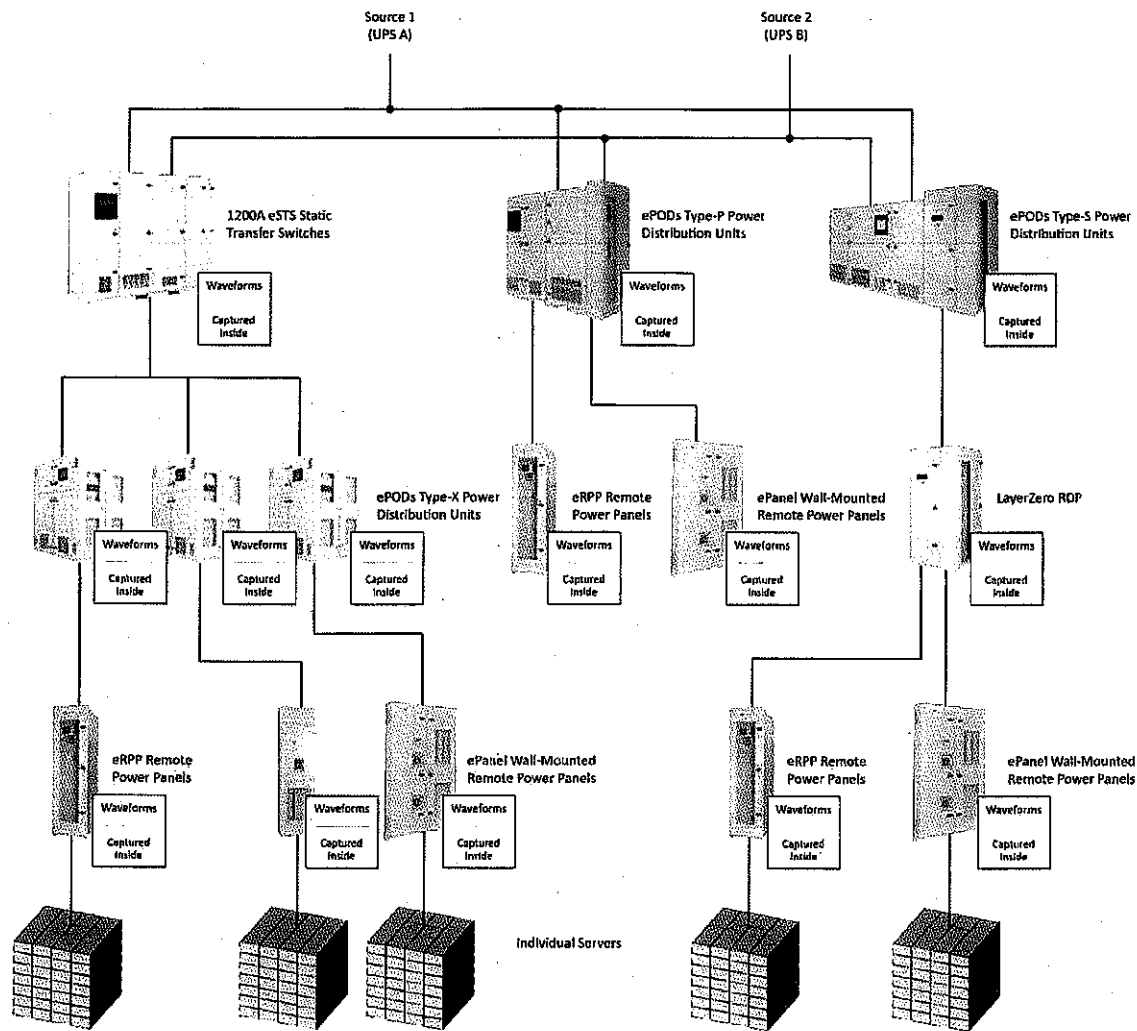 Source 1
(UPS A)
Source 2
(UPS B)
1200A eSTS Static
Transfer Switches
Waveforms
Captured
Inside
ePODs Type-P Power
Distribution Units
Waveforms
Captured
Inside
ePODs Type-S Power
Distribution Units
Waveforms
Captured
Inside
ePODs Type-X Power
Distribution Units
Waveforms
Captured
Inside
Waveforms
Captured
Inside
Waveforms
Captured
Inside
eRPP Remote
Power Panels
Waveforms
Captured
Inside
ePanel Wall-Mounted
Remote Power Panels
Waveforms
Captured
Inside
LayerZero RDP
Waveforms
Captured
Inside
eRPP Remote
Power Panels
Waveforms
Captured
Inside
Waveforms
Captured
Inside
ePanel Wall-Mounted
Remote Power Panels
Waveforms
Captured
Inside
eRPP Remote
Power Panels
Waveforms
Captured
Inside
ePanel Wall-Mounted
Remote Power Panels
Waveforms
Captured
Inside
Individual Servers